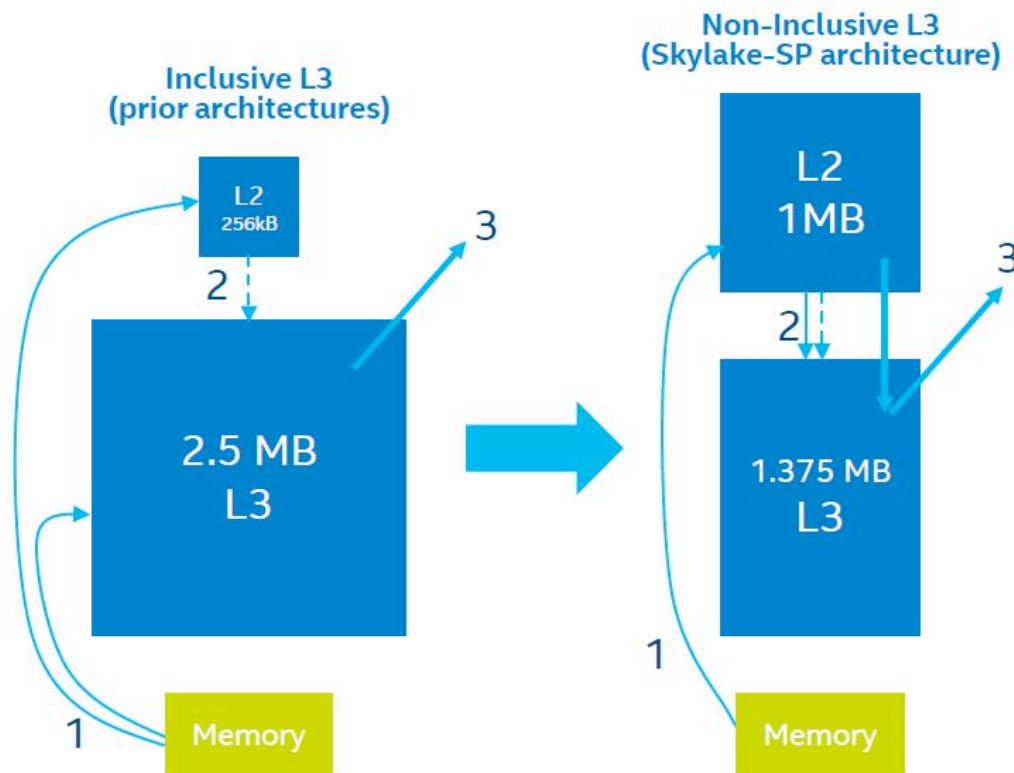 Inclusive L3
(prior architectures)
L2
256kB
2
3
2.5 MB
L3
1
Memory
Non-Inclusive L3
(Skylake-SP architecture)
L2
1MB
2
3
1.375 MB
L3
1
Memory